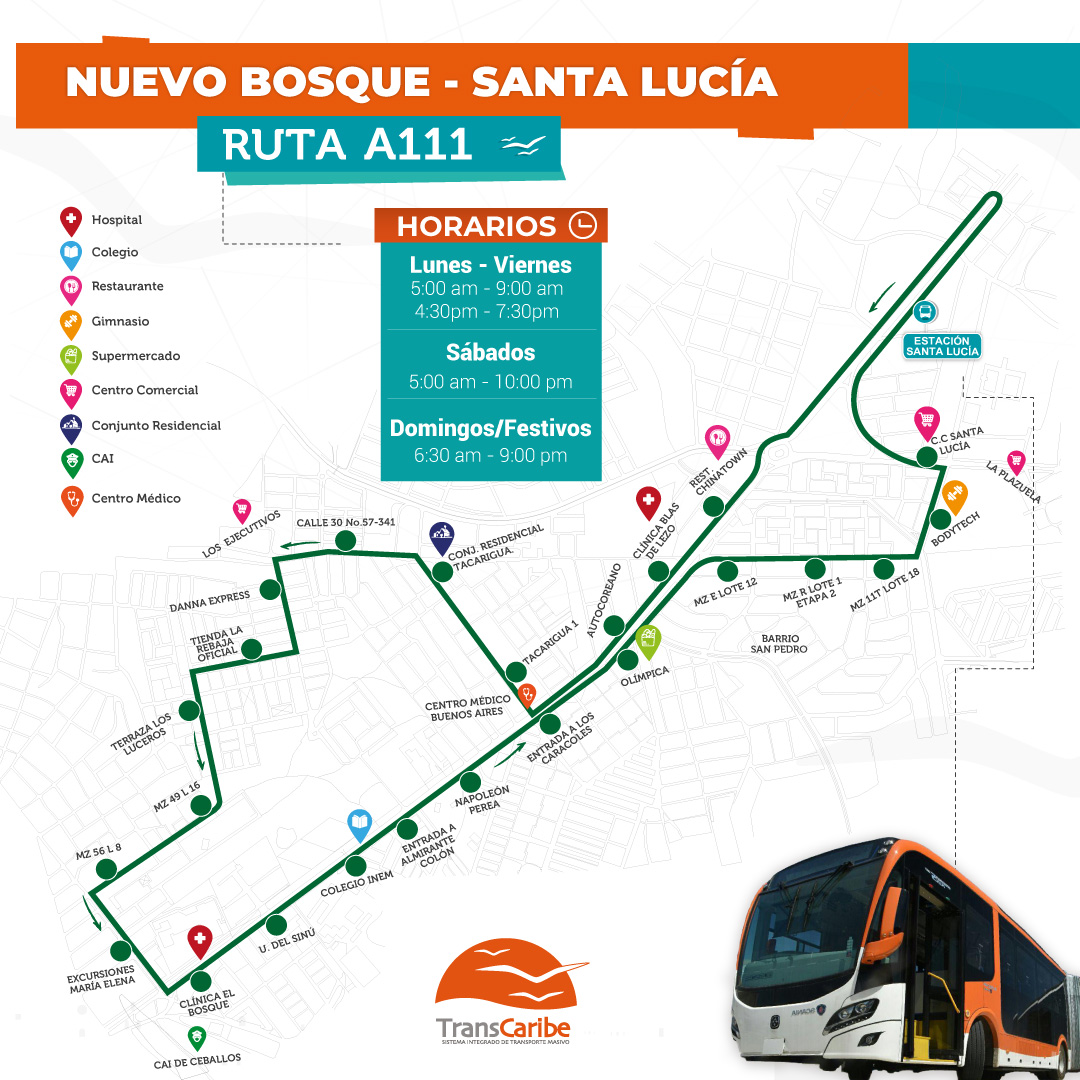 NUEVO BOSQUE - SANTA LUCÍA
RUTA A111
Hospital
Colegio
Restaurante
Gimnasio
Supermercado
Centro Comercial
Conjunto Residencial
CAI
Centro Médico
HORARIOS
Lunes - Viernes
5:00 am - 9:00 am
4:30pm - 7:30pm
Sábados
5:00 am - 10:00 pm
Domingos/Festivos
6:30 am - 9:00 pm
ESTACIÓN
SANTA LUCÍA
C.C SANTA
LUCÍA
LA PLAZUELA
BODYTECH
REST.
CHINATOWN
CLÍNICA BLAS
DE LEZO
AUTOCOREANO
MZ E LOTE 12
MZ R LOTE 1
ETAPA 2
MZ 11T LOTE 18
BARRIO
SAN PEDRO
OLÍMPICA
LOS EJECUTIVOS
CALLE 30 No.57-341
CONJ. RESIDENCIAL
TACARIGUA.
DANNA EXPRESS
TIENDA LA
REBAJA
OFICIAL
TACARIGUA 1
CENTRO MÉDICO
BUENOS AIRES
ENTRADA A LOS
CARACOLES
TERRAZA LOS
LUCEROS
MZ 49 L 16
NAPOLEÓN
PEREA
ENTRADA A
ALMIRANTE
COLÓN
MZ 56 L 8
COLEGIO INEM
U. DEL SINÚ
EXCURSIONES
MARÍA ELENA
CLÍNICA EL
BOSQUE
CAI DE CEBALLOS
TransCaribe
SISTEMA INTEGRADO DE TRANSPORTE MASIVO
SCANIA